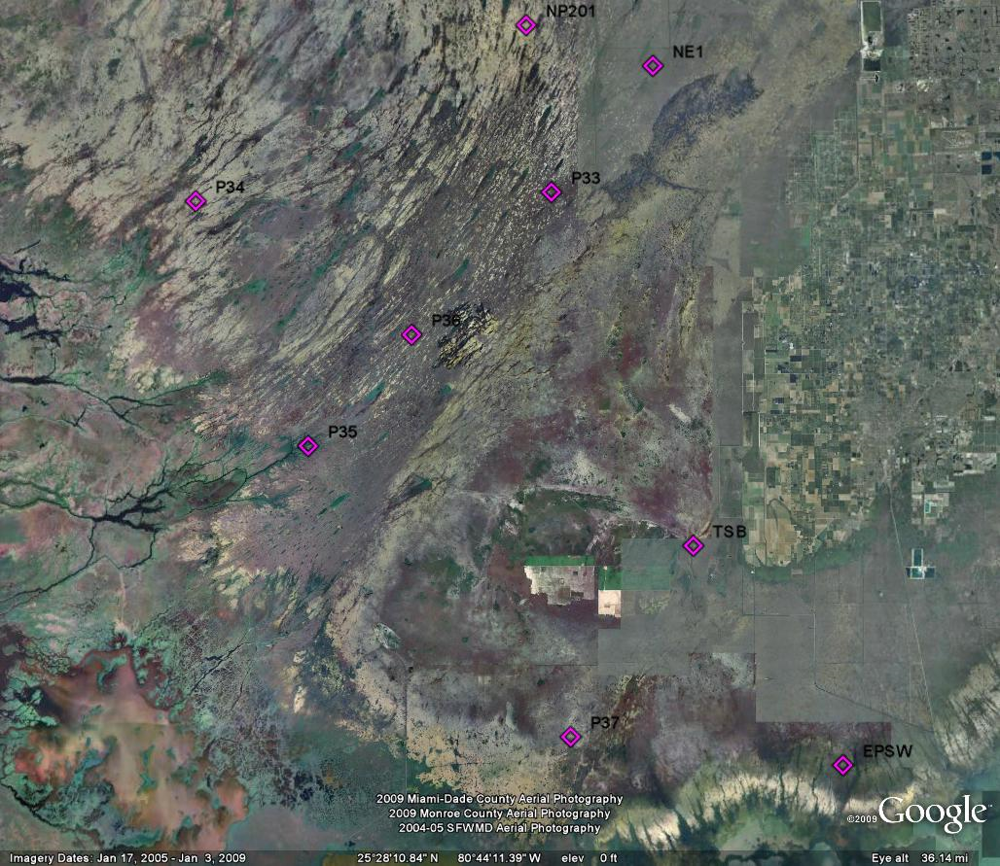 NP201
NE1
P33
P34
P36
P35
TSB
P37
EPSW
2009 Miami-Dade County Aerial Photography
2009 Monroe County Aerial Photography
2004-05 SFWMD Aerial Photography
©2009 Google™
Imagery Dates: Jan 17, 2005 - Jan 3, 2009 25°28'10.84" N 80°44'11.39" W elev 0 ft Eye alt 36.14 mi